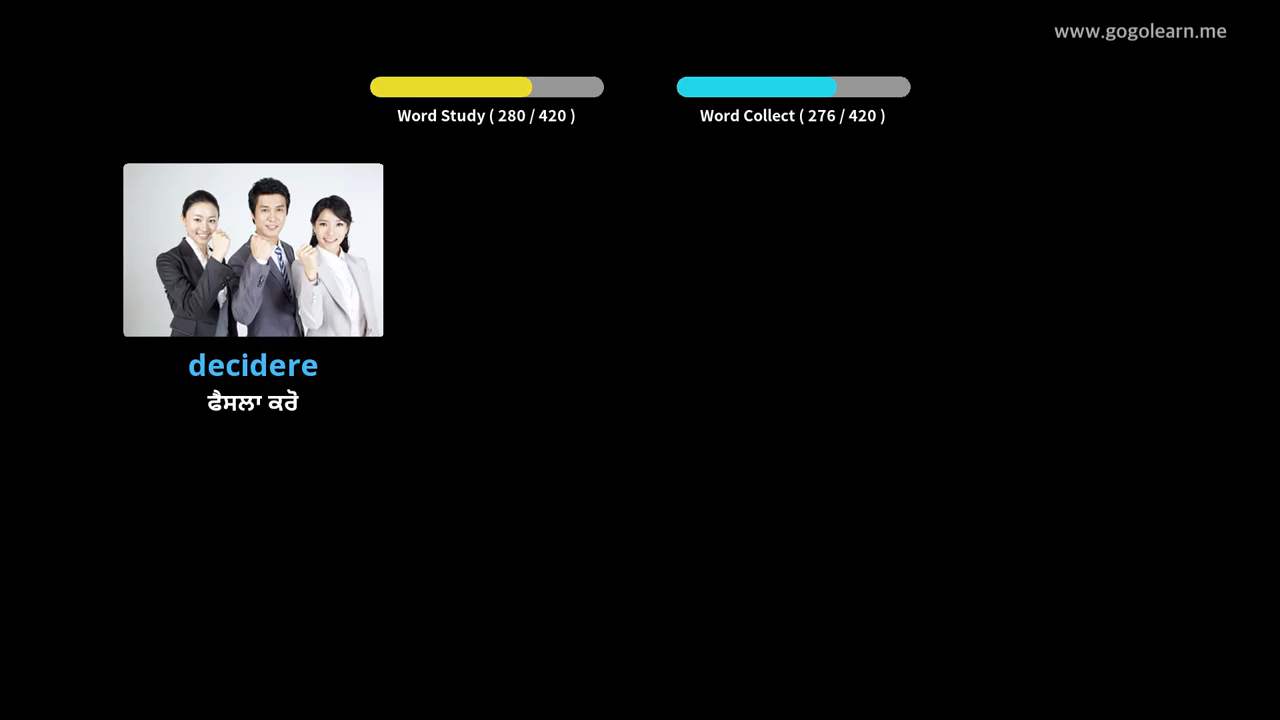 www.gogolearn.me
Word Study ( 280 / 420 )
Word Collect ( 276 / 420 )
decidere
ਫੈਸਲਾ ਕਰੋ